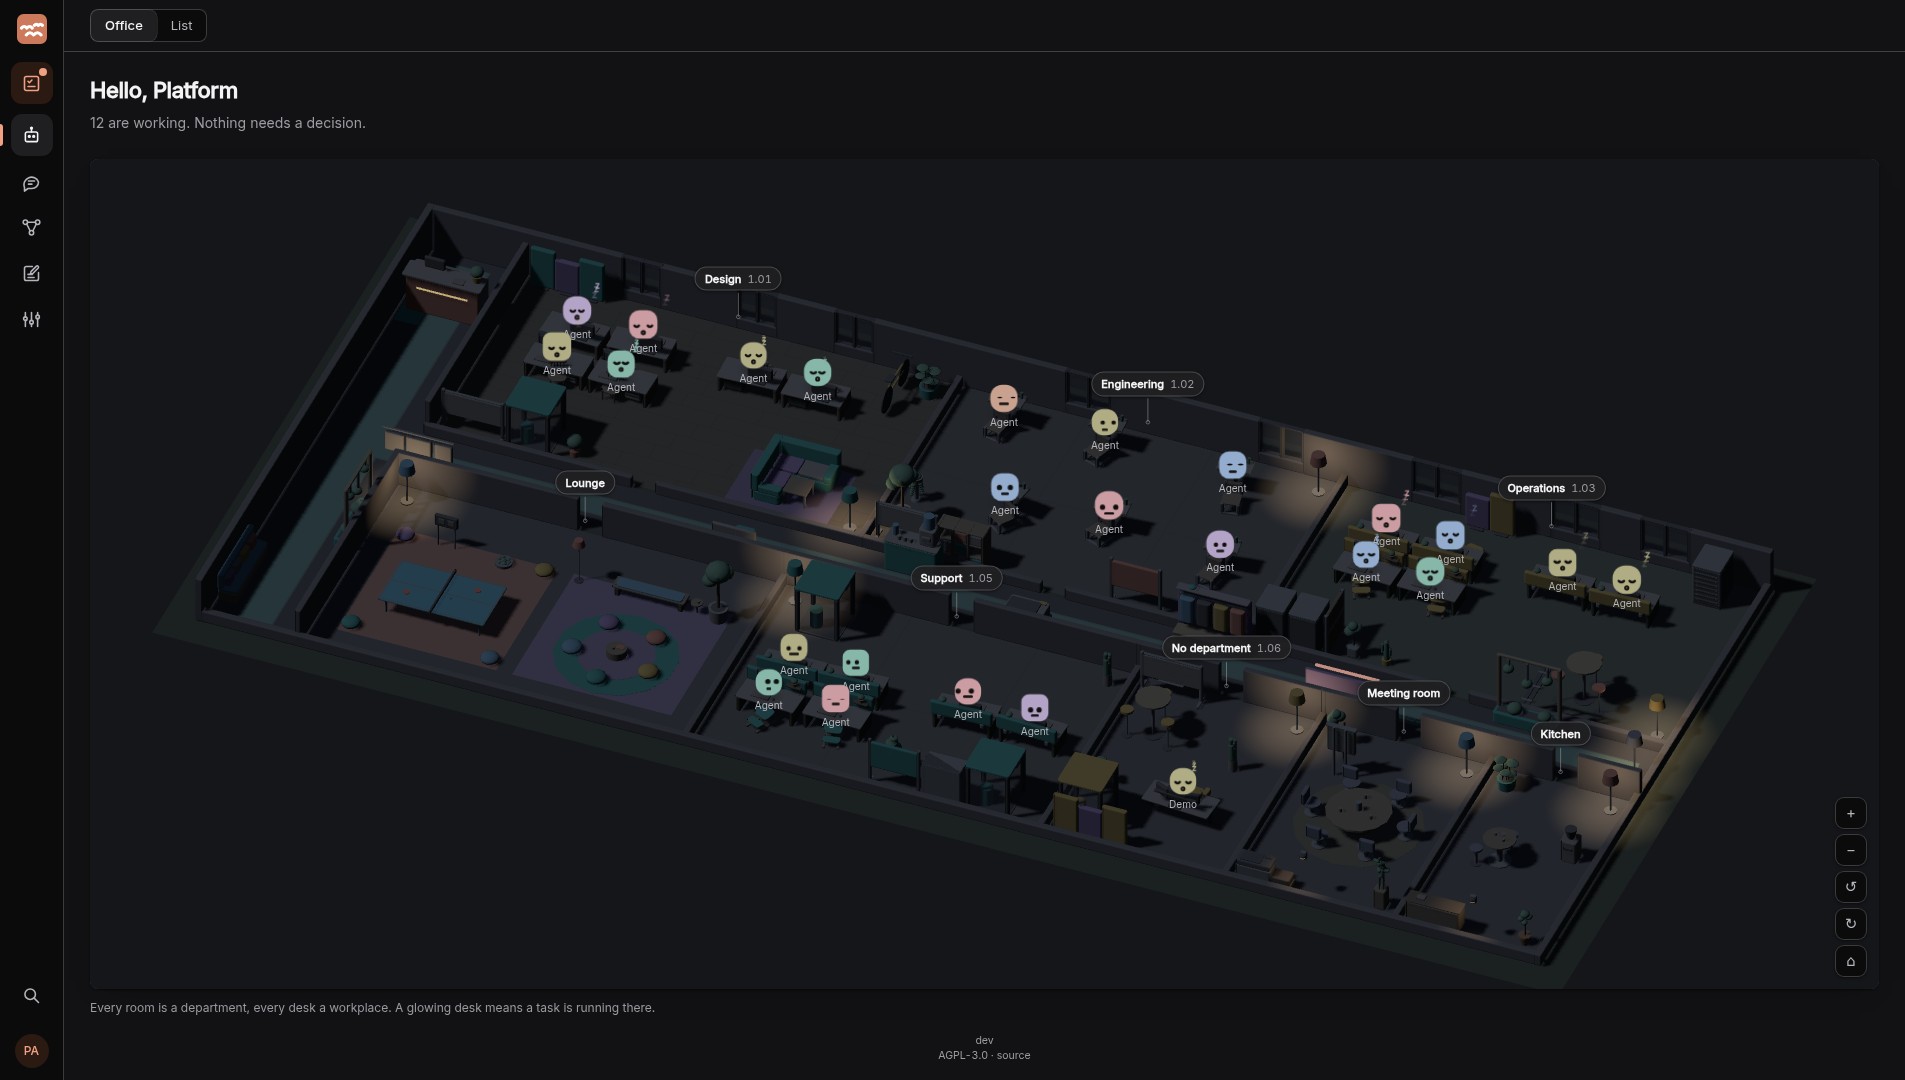 Office List
Hello, Platform
12 are working. Nothing needs a decision.
Design 1.01
Agent
Agent
Agent
Agent
Agent
Agent
Engineering 1.02
Agent
Agent
Agent
Agent
Agent
Agent
Lounge
Operations 1.03
Agent
Agent
Agent
Agent
Agent
Agent
Support 1.05
Agent
Agent
Agent
Agent
Agent
Agent
No department 1.06
Demo
Meeting room
Kitchen
Every room is a department, every desk a workplace. A glowing desk means a task is running there.
dev
AGPL-3.0 · source
PA